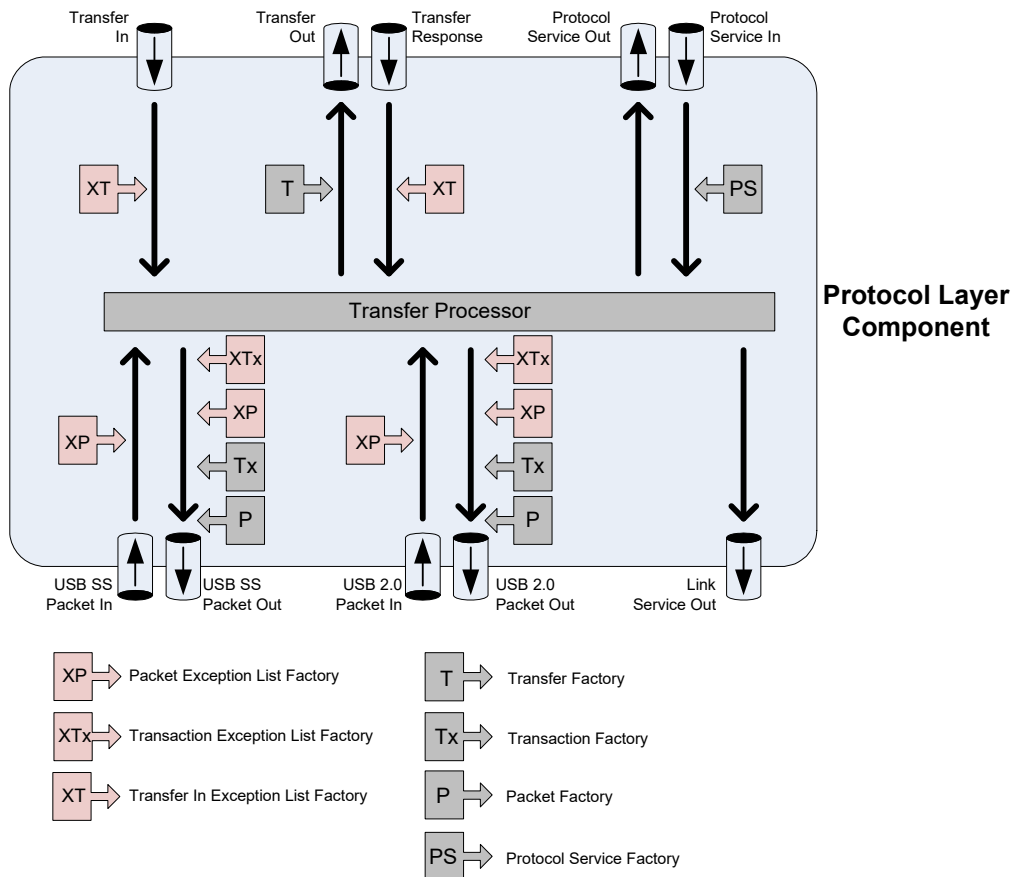 Transfer
In
Transfer
Out
Transfer
Response
Protocol
Service Out
Protocol
Service In
XT
T
XT
PS
Transfer Processor
Protocol Layer
Component
XTx
XP
XP
Tx
P
XTx
XP
XP
Tx
P
USB SS
Packet In
USB SS
Packet Out
USB 2.0
Packet In
USB 2.0
Packet Out
Link
Service Out
XP
Packet Exception List Factory
XTx
Transaction Exception List Factory
XT
Transfer In Exception List Factory
T
Transfer Factory
Tx
Transaction Factory
P
Packet Factory
PS
Protocol Service Factory